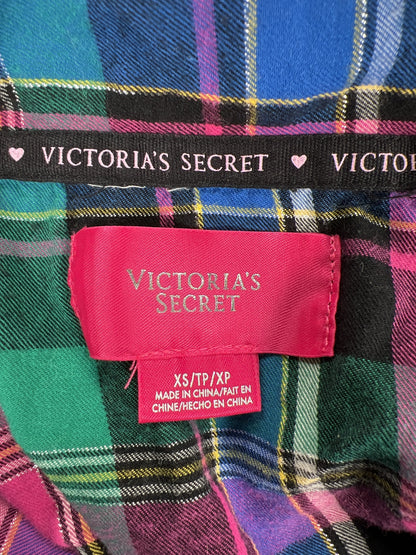 ♥ VICTORIA'S SECRET ♥ VICTOR
VICTORIA'S
SECRET
XS/TP/XP
MADE IN CHINA/FAIT EN
CHINE/HECHO EN CHINA